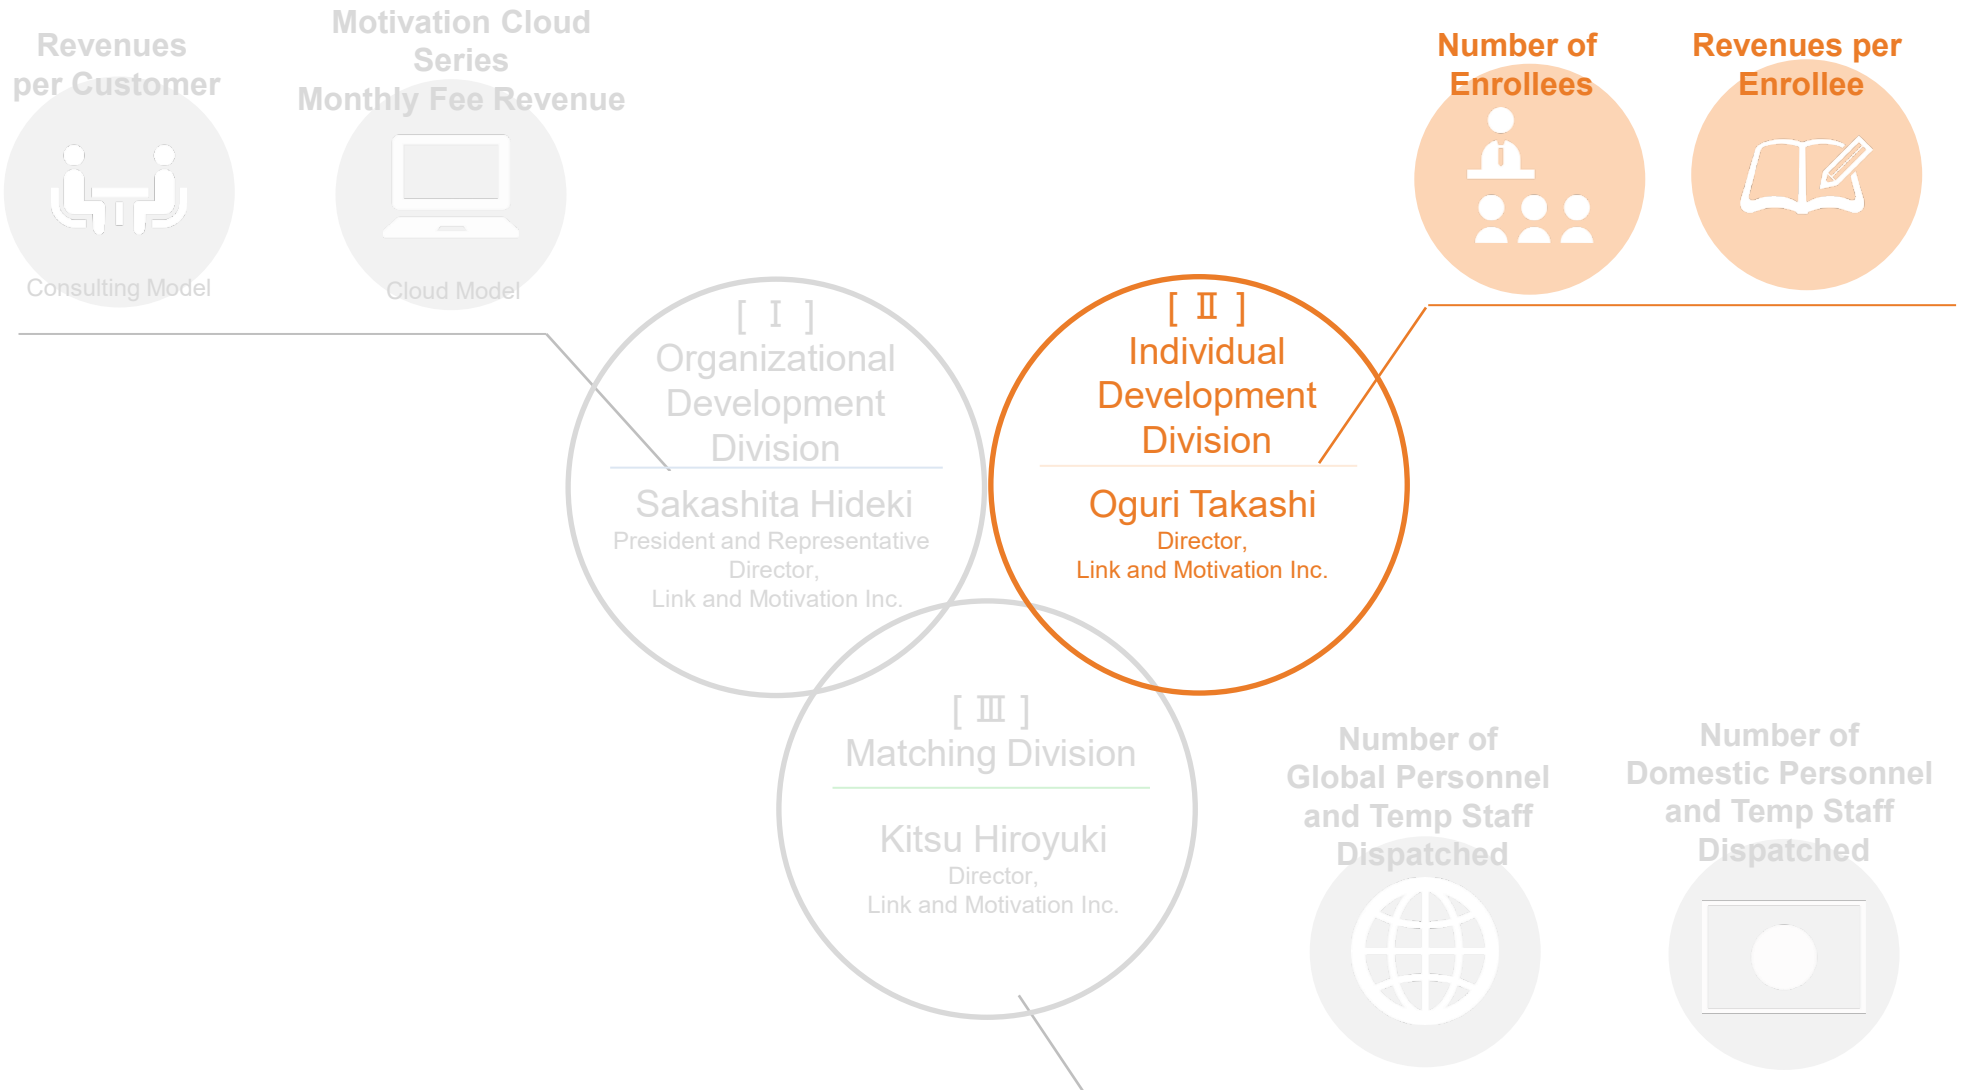 Revenues
per Customer
Consulting Model
Motivation Cloud
Series
Monthly Fee Revenue
Cloud Model
Number of
Enrollees
Revenues per
Enrollee
[ Ⅰ ]
Organizational
Development
Division
Sakashita Hideki
President and Representative
Director,
Link and Motivation Inc.
[ Ⅱ ]
Individual
Development
Division
Oguri Takashi
Director,
Link and Motivation Inc.
[ Ⅲ ]
Matching Division
Kitsu Hiroyuki
Director,
Link and Motivation Inc.
Number of
Global Personnel
and Temp Staff
Dispatched
Number of
Domestic Personnel
and Temp Staff
Dispatched